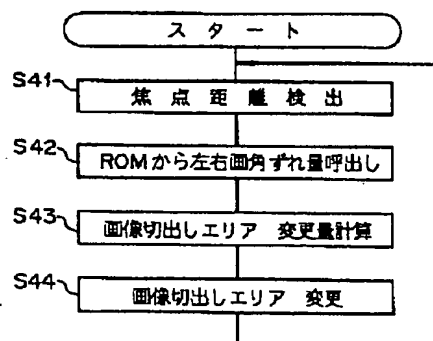 スタート
S41
焦点距離検出
S42
ROMから左右画角ずれ量呼出し
S43
画像切出しエリア 変更量計算
S44
画像切出しエリア 変更